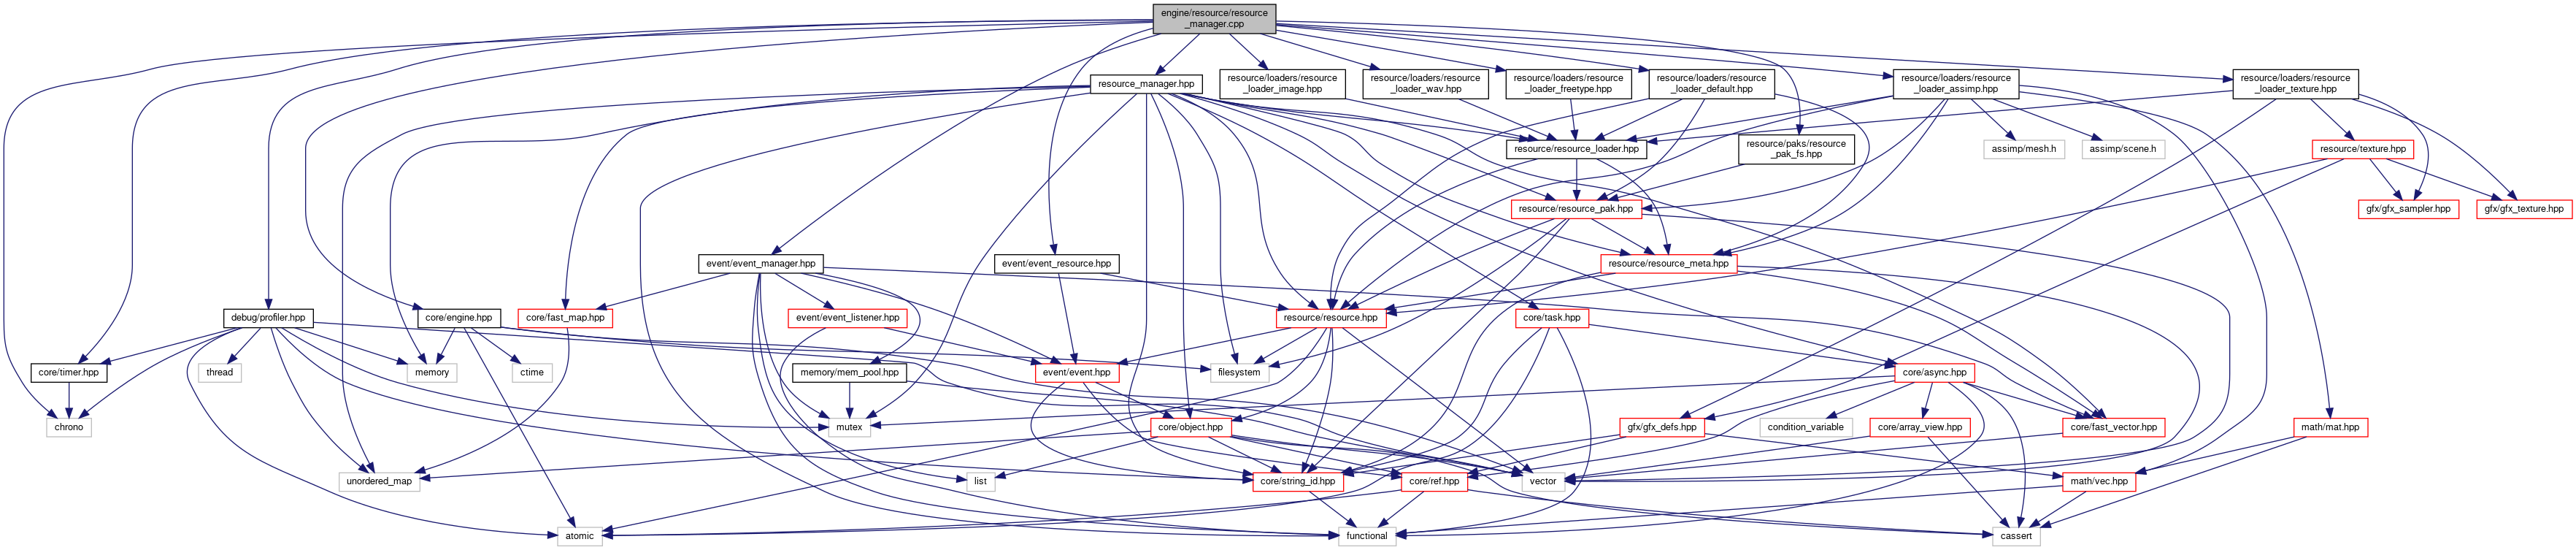 engine/resource/resource
_manager.cpp
resource_manager.hpp
resource/loaders/resource
_loader_image.hpp
resource/loaders/resource
_loader_wav.hpp
resource/loaders/resource
_loader_freetype.hpp
resource/loaders/resource
_loader_default.hpp
resource/loaders/resource
_loader_assimp.hpp
resource/loaders/resource
_loader_texture.hpp
resource/resource_loader.hpp
resource/paks/resource
_pak_fs.hpp
assimp/mesh.h
assimp/scene.h
resource/texture.hpp
resource/resource_pak.hpp
gfx/gfx_sampler.hpp
gfx/gfx_texture.hpp
event/event_manager.hpp
event/event_resource.hpp
resource/resource_meta.hpp
debug/profiler.hpp
core/engine.hpp
core/fast_map.hpp
event/event_listener.hpp
resource/resource.hpp
core/task.hpp
core/timer.hpp
thread
memory
ctime
memory/mem_pool.hpp
event/event.hpp
filesystem
core/async.hpp
chrono
mutex
core/object.hpp
gfx/gfx_defs.hpp
condition_variable
core/array_view.hpp
core/fast_vector.hpp
math/mat.hpp
unordered_map
list
core/string_id.hpp
core/ref.hpp
vector
math/vec.hpp
atomic
functional
cassert